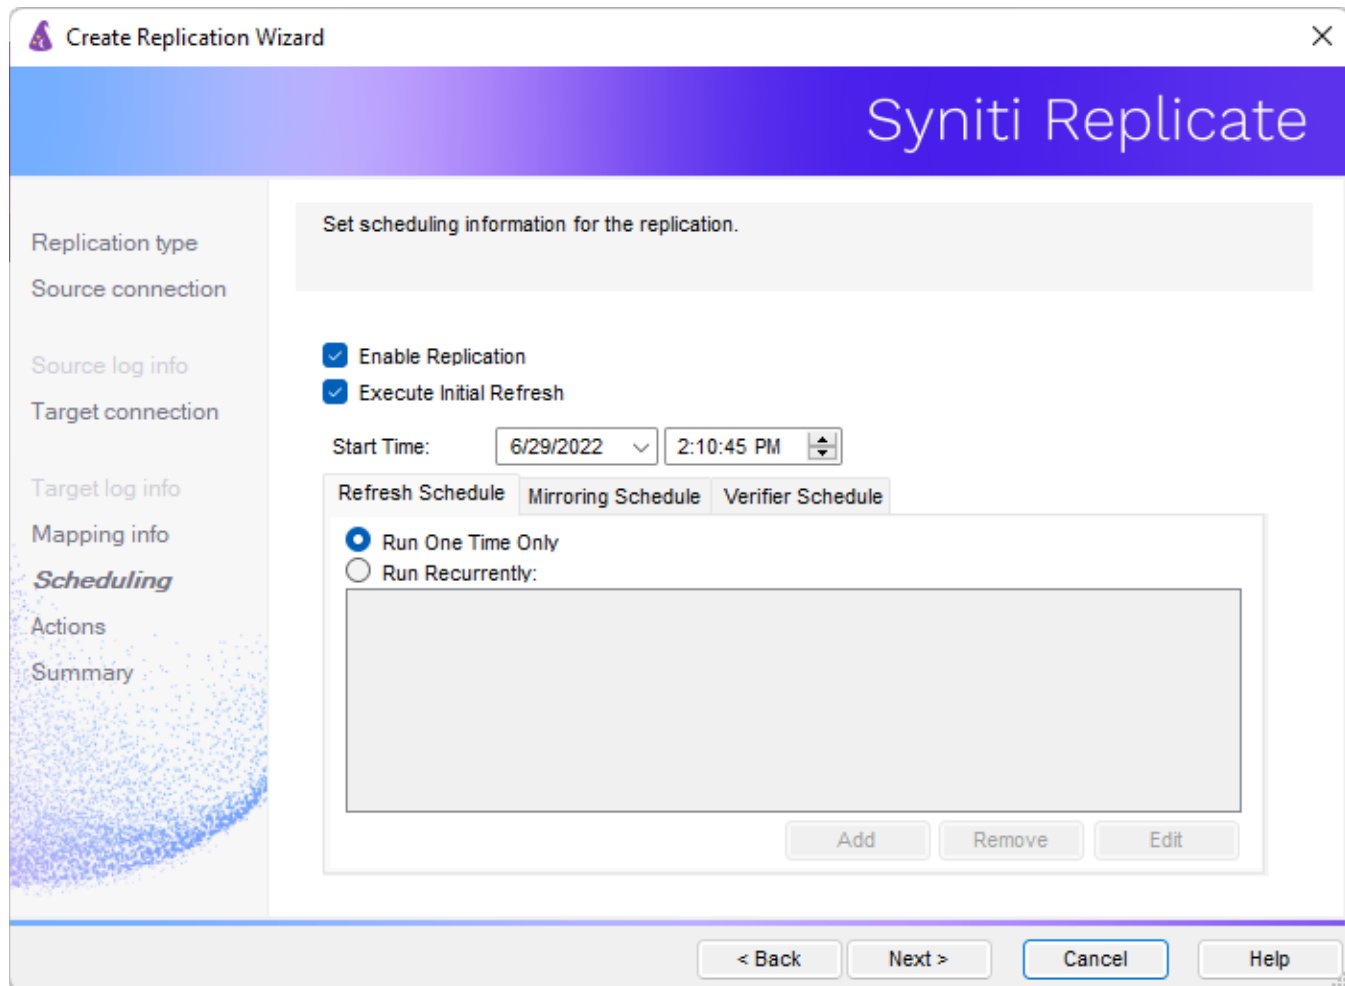 Create Replication Wizard
Syniti Replicate
Replication type
Source connection
Source log info
Target connection
Target log info
Mapping info
Scheduling
Actions
Summary
Set scheduling information for the replication.
Enable Replication
Execute Initial Refresh
Start Time: 6/29/2022 2:10:45 PM
Refresh Schedule Mirroring Schedule Verifier Schedule
Run One Time Only
Run Recurrently:
Add Remove Edit
< Back Next > Cancel Help